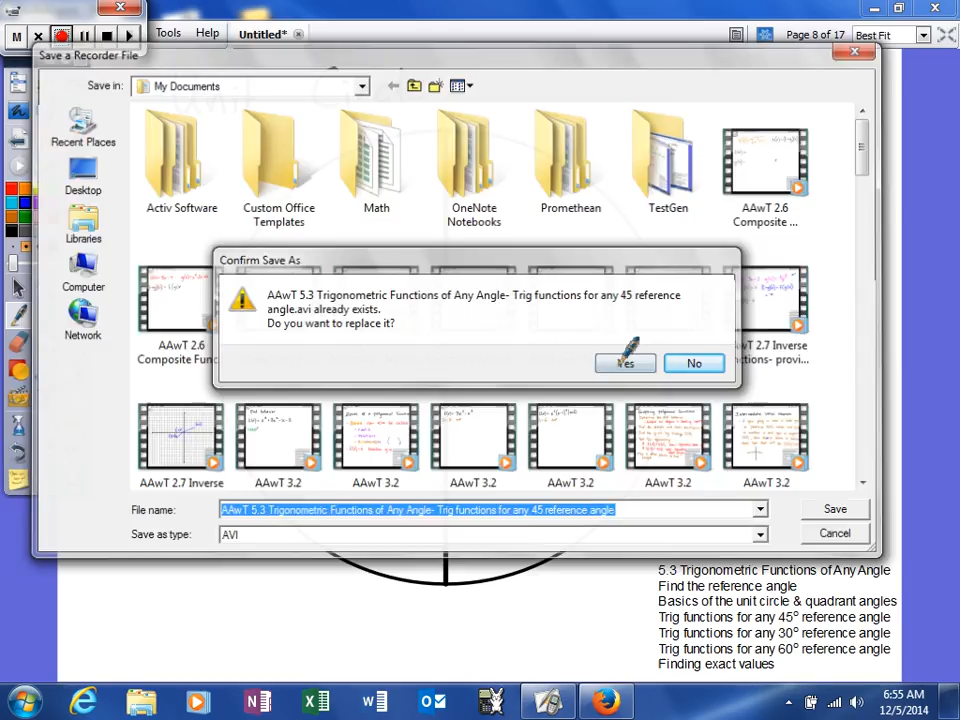 M
Tools
Help
Untitled*
Page 8 of 17
Best Fit
Save a Recorder File
Save in:
My Documents
Recent Places
Desktop
Libraries
Computer
Network
Activ Software
Custom Office
Templates
Math
OneNote
Notebooks
Promethean
TestGen
AAwT 2.6
Composite ...
Confirm Save As
AAwT 5.3 Trigonometric Functions of Any Angle- Trig functions for any 45 reference
angle.avi already exists.
Do you want to replace it?
Yes
No
AAwT 2.6
Composite Func
AAwT 2.7 Inverse
nctions- provi...
AAwT 2.7 Inverse
AAwT 3.2
AAwT 3.2
AAwT 3.2
AAwT 3.2
AAwT 3.2
AAwT 3.2
File name:
AAwT 5.3 Trigonometric Functions of Any Angle- Trig functions for any 45 reference angle
Save
Save as type:
AVI
Cancel
5.3 Trigonometric Functions of Any Angle
Find the reference angle
Basics of the unit circle & quadrant angles
Trig functions for any 45° reference angle
Trig functions for any 30° reference angle
Trig functions for any 60° reference angle
Finding exact values
6:55 AM
12/5/2014